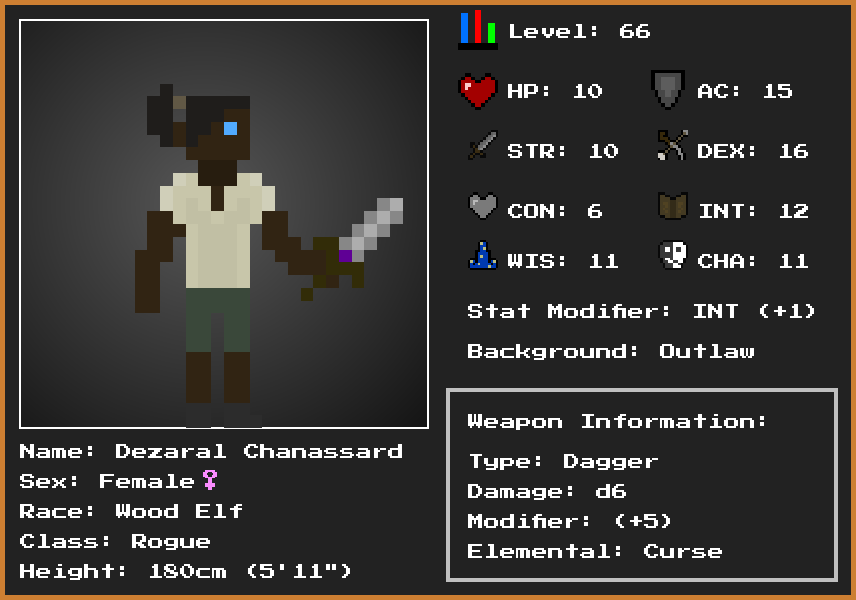 Level: 66
HP: 10 AC: 15
STR: 10 DEX: 16
CON: 6 INT: 12
WIS: 11 CHA: 11
Stat Modifier: INT (+1)
Background: Outlaw
Weapon Information:
Type: Dagger
Damage: d6
Modifier: (+5)
Elemental: Curse
Name: Dezaral Chanassard
Sex: Female♀
Race: Wood Elf
Class: Rogue
Height: 180cm (5'11")